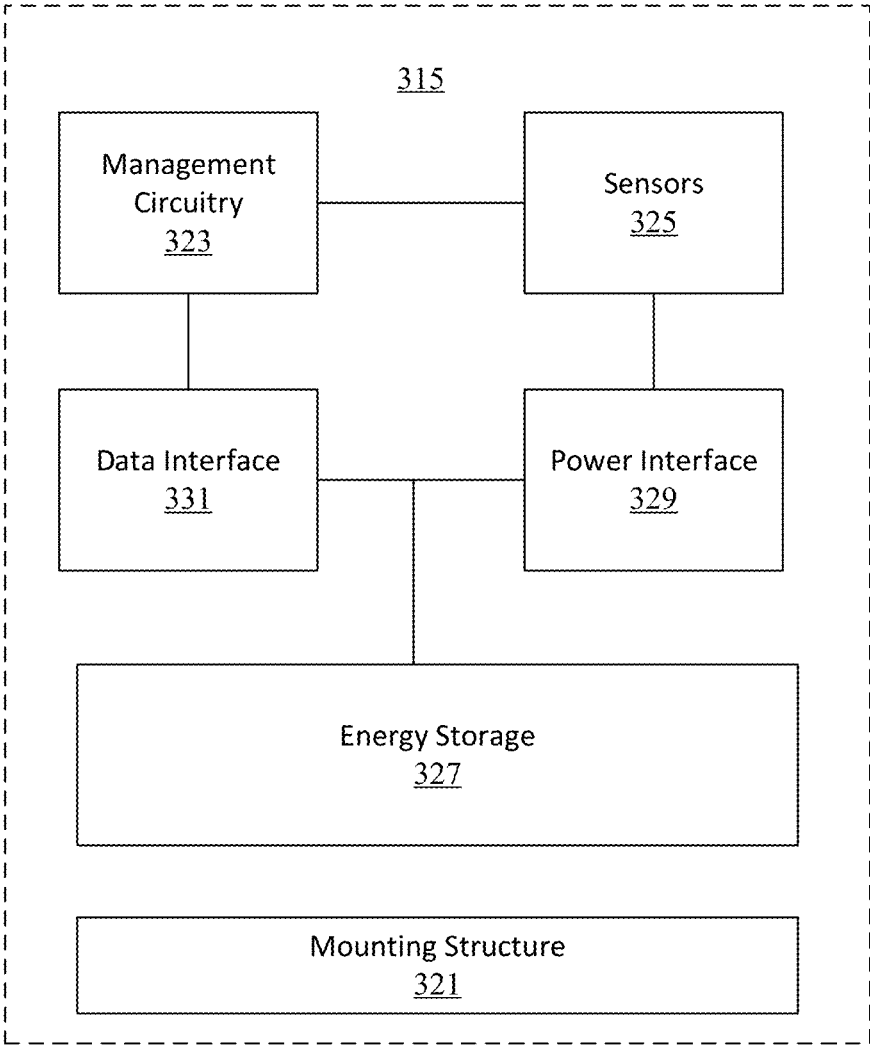 315
Management
Circuitry
323
Sensors
325
Data Interface
331
Power Interface
329
Energy Storage
327
Mounting Structure
321